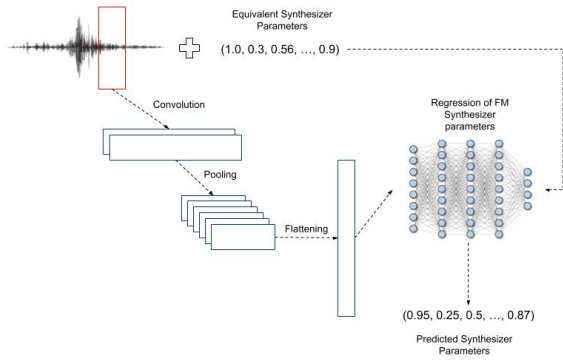 Equivalent Synthesizer
Parameters
(1.0, 0.3, 0.56, ..., 0.9)
Convolution
Pooling
Flattening
Regression of FM
Synthesizer
parameters
(0.95, 0.25, 0.5, ..., 0.87)
Predicted Synthesizer
Parameters